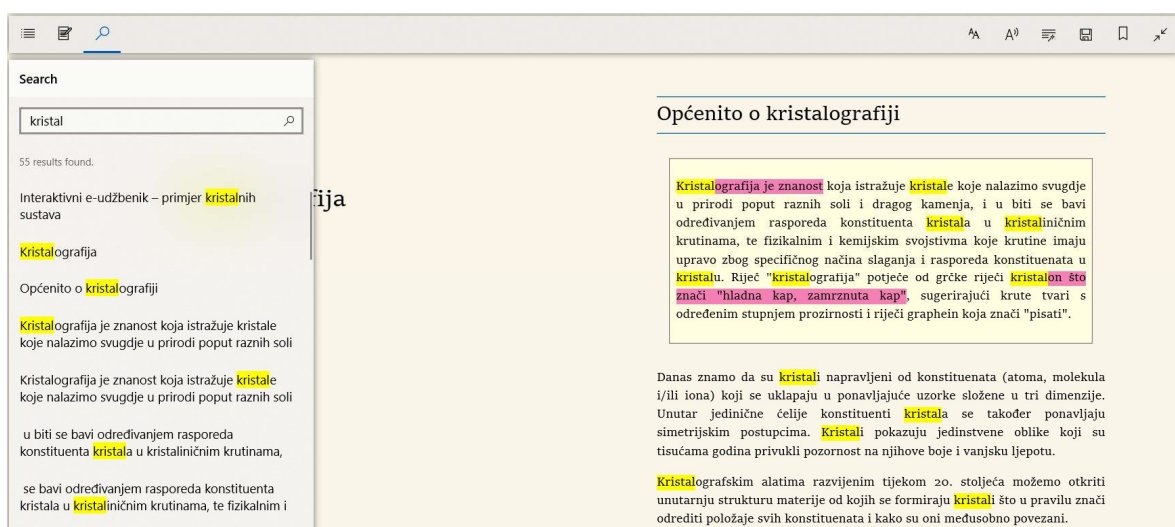 Search
kristal
55 results found.
Interaktivni e-udžbenik – primjer kristalnih
sustava
Kristalografija
Općenito o kristalografiji
Kristalografija je znanost koja istražuje kristale
koje nalazimo svugdje u prirodi poput raznih soli
Kristalografija je znanost koja istražuje kristale
koje nalazimo svugdje u prirodi poput raznih soli
u biti se bavi određivanjem rasporeda
konstituenta kristala u kristaliničnim krutinama,
se bavi određivanjem rasporeda konstituenta
kristala u kristaliničnim krutinama, te fizikalnim i
fija
Općenito o kristalografiji
Kristalografija je znanost koja istražuje kristale koje nalazimo svugdje
u prirodi poput raznih soli i dragog kamenja, i u biti se bavi
određivanjem rasporeda konstituenta kristala u kristaliničnim
krutinama, te fizikalnim i kemijskim svojstivma koje krutine imaju
upravo zbog specifičnog načina slaganja i rasporeda konstituenata u
kristalu. Riječ "kristalografija" potječe od grčke riječi kristalon što
znači "hladna kap, zamrznuta kap", sugerirajući krute tvari s
određenim stupnjem prozirnosti i riječi graphein koja znači "pisati".
Danas znamo da su kristali napravljeni od konstituenata (atoma, molekula
i/ili iona) koji se uklapaju u ponavljajuće uzorke složene u tri dimenzije.
Unutar jedinične ćelije konstituenti kristala se također ponavljaju
simetrijskim postupcima. Kristali pokazuju jedinstvene oblike koji su
tisućama godina privukli pozornost na njihove boje i vanjsku ljepotu.
Kristalografskim alatima razvijenim tijekom 20. stoljeća možemo otkriti
unutarnju strukturu materije od kojih se formiraju kristali što u pravilu znači
odrediti položaje svih konstituenata i kako su oni međusobno povezani.